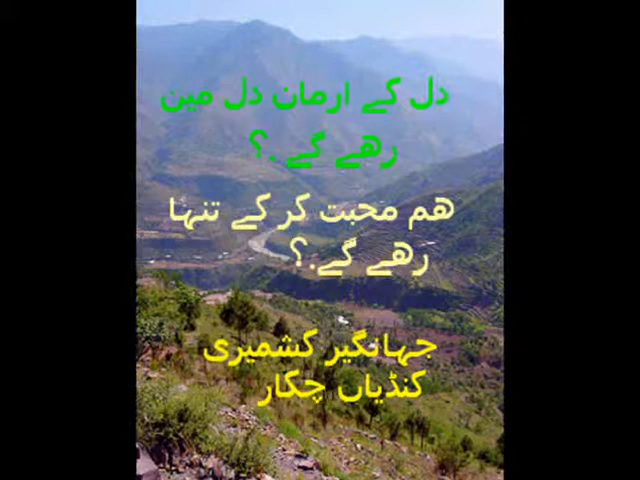 دل کے ارمان دل مین
رھے گے .؟
ھم محبت کر کے تنہا
رھے گے.؟
جہانگیر کشمیری
کنڈیاں چکار